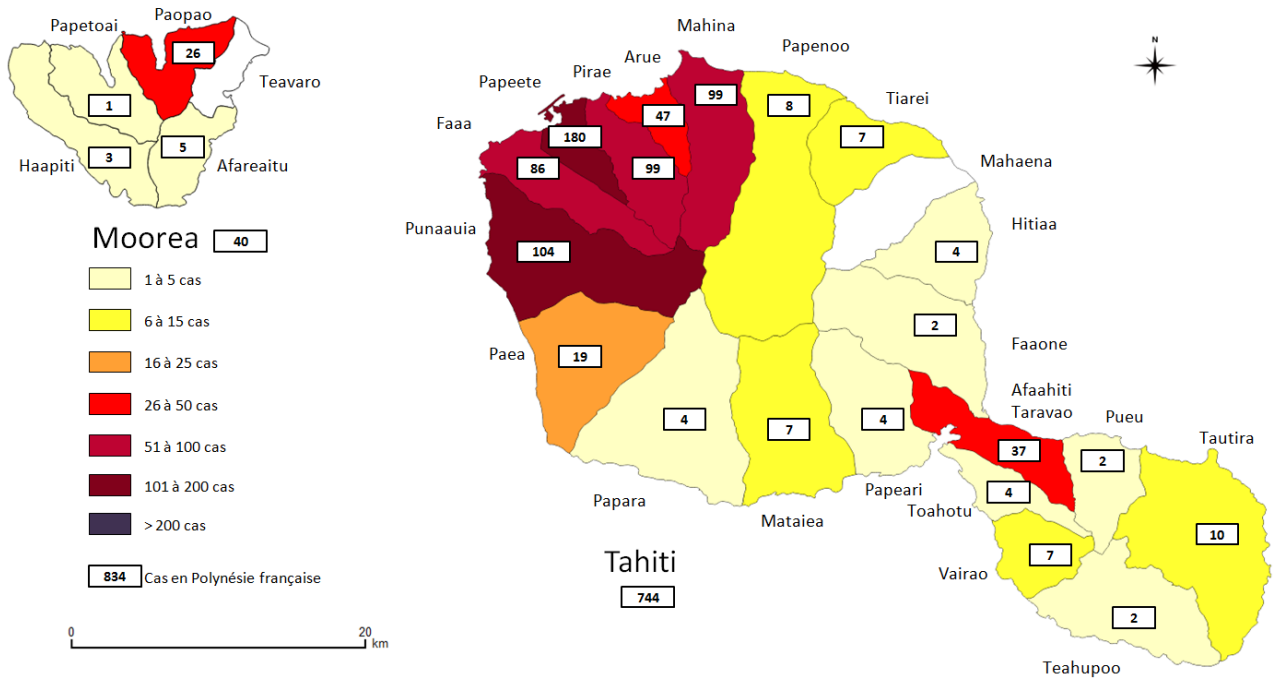 Paopao
Papetoai
26
Teavaro
1
5
3
Haapiti
Afareaitu
Moorea 40
1 à 5 cas
6 à 15 cas
16 à 25 cas
26 à 50 cas
51 à 100 cas
101 à 200 cas
> 200 cas
834 Cas en Polynésie française
0 20
km
N
Mahina
Papenoo
Arue
Pirae
Papeete
Tiarei
Faaa
99
8
47
7
180
86
99
Mahaena
Punaauia
Hitiaa
104
4
2
Faaone
Paea
19
Afaahiti
Taravao
Pueu
4
7
4
Tautira
37
2
4
Papara
Mataiea
Papeari
Toahotu
10
7
Vairao
Tahiti
744
2
Teahupoo